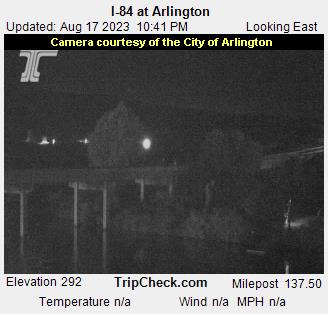 I-84 at Arlington
Updated: Aug 17 2023 10:41 PM Looking East
Camera courtesy of the City of Arlington
Elevation 292 TripCheck.com Milepost 137.50
Temperature n/a Wind n/a MPH n/a